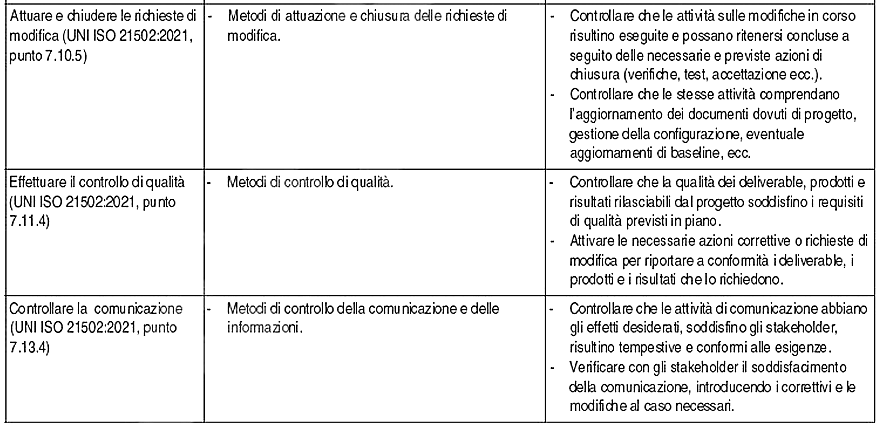 Attuare e chiudere le richieste di
modifica (UNI ISO 21502:2021,
punto 7.10.5)
- Metodi di attuazione e chiusura delle richieste di
modifica.
- Controllare che le attività sulle modifiche in corso
risultino eseguite e possano ritenersi concluse a
seguito delle necessarie e previste azioni di
chiusura (verifiche, test, accettazione ecc.).
- Controllare che le stesse attività comprendano
l'aggiornamento dei documenti dovuti di progetto,
gestione della configurazione, eventuale
aggiornamenti di baseline, ecc.
Effettuare il controllo di qualità
(UNI ISO 21502:2021, punto
7.11.4)
- Metodi di controllo di qualità.
- Controllare che la qualità dei deliverable, prodotti e
risultati rilasciabili dal progetto soddisfino i requisiti
di qualità previsti in piano.
- Attivare le necessarie azioni correttive o richieste di
modifica per riportare a conformità i deliverable, i
prodotti e i risultati che lo richiedono.
Controllare la comunicazione
(UNI ISO 21502:2021, punto
7.13.4)
- Metodi di controllo della comunicazione e delle
informazioni.
- Controllare che le attività di comunicazione abbiano
gli effetti desiderati, soddisfino gli stakeholder,
risultino tempestive e conformi alle esigenze.
- Verificare con gli stakeholder il soddisfacimento
della comunicazione, introducendo i correttivi e le
modifiche al caso necessari.